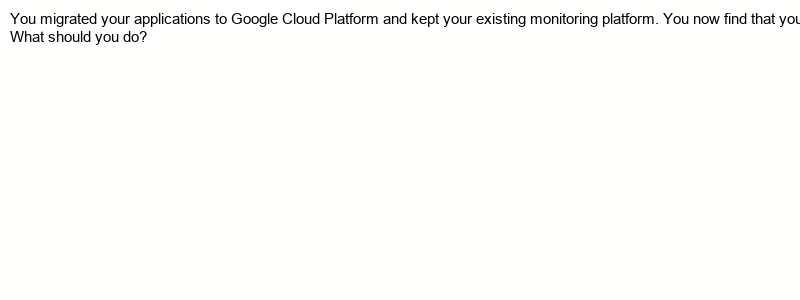 You migrated your applications to Google Cloud Platform and kept your existing monitoring platform. You now find that you
What should you do?